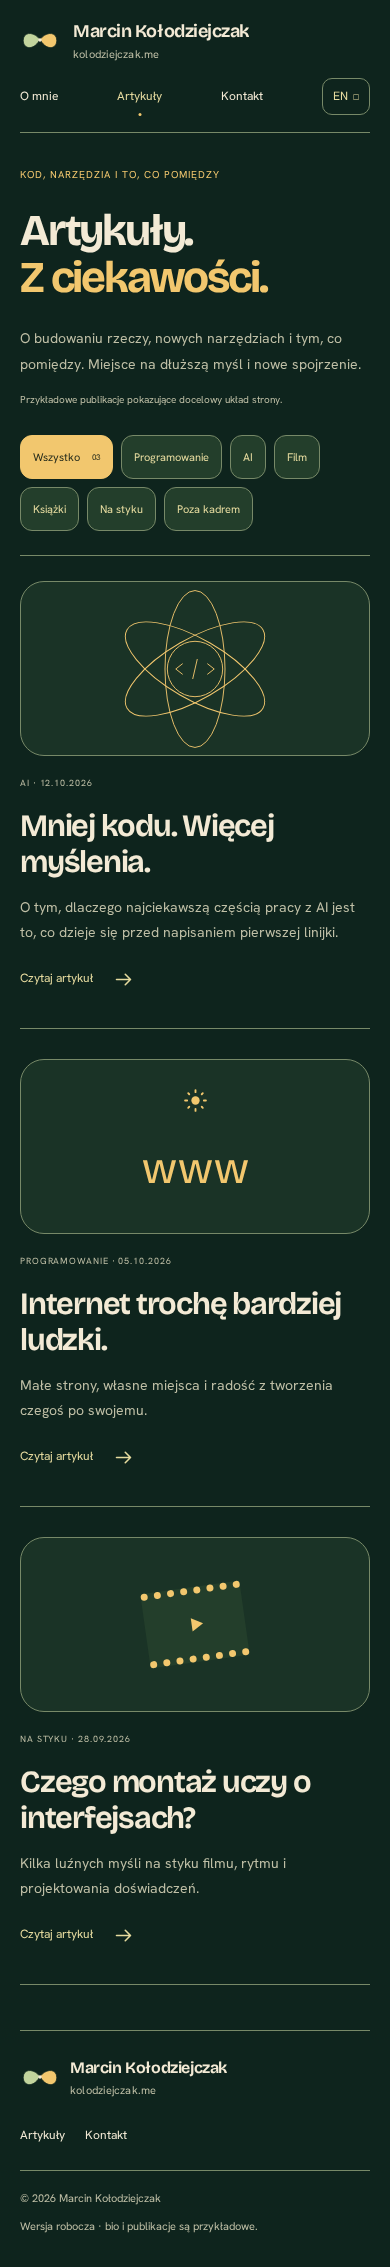 Marcin Kołodziejczak
kolodziejczak.me
O mnie
Artykuły
Kontakt
EN
KOD, NARZĘDZIA I TO, CO POMIĘDZY
Artykuły.
Z ciekawości.
O budowaniu rzeczy, nowych narzędziach i tym, co
pomiędzy. Miejsce na dłuższą myśl i nowe spojrzenie.
Przykładowe publikacje pokazujące docelowy układ strony.
Wszystko 03
Programowanie
AI
Film
Książki
Na styku
Poza kadrem
</>
AI · 12.10.2026
Mniej kodu. Więcej
myślenia.
O tym, dlaczego najciekawszą częścią pracy z AI jest
to, co dzieje się przed napisaniem pierwszej linijki.
Czytaj artykuł →
www
PROGRAMOWANIE · 05.10.2026
Internet trochę bardziej
ludzki.
Małe strony, własne miejsca i radość z tworzenia
czegoś po swojemu.
Czytaj artykuł →
NA STYKU · 28.09.2026
Czego montaż uczy o
interfejsach?
Kilka luźnych myśli na styku filmu, rytmu i
projektowania doświadczeń.
Czytaj artykuł →
Marcin Kołodziejczak
kolodziejczak.me
Artykuły
Kontakt
© 2026 Marcin Kołodziejczak
Wersja robocza · bio i publikacje są przykładowe.